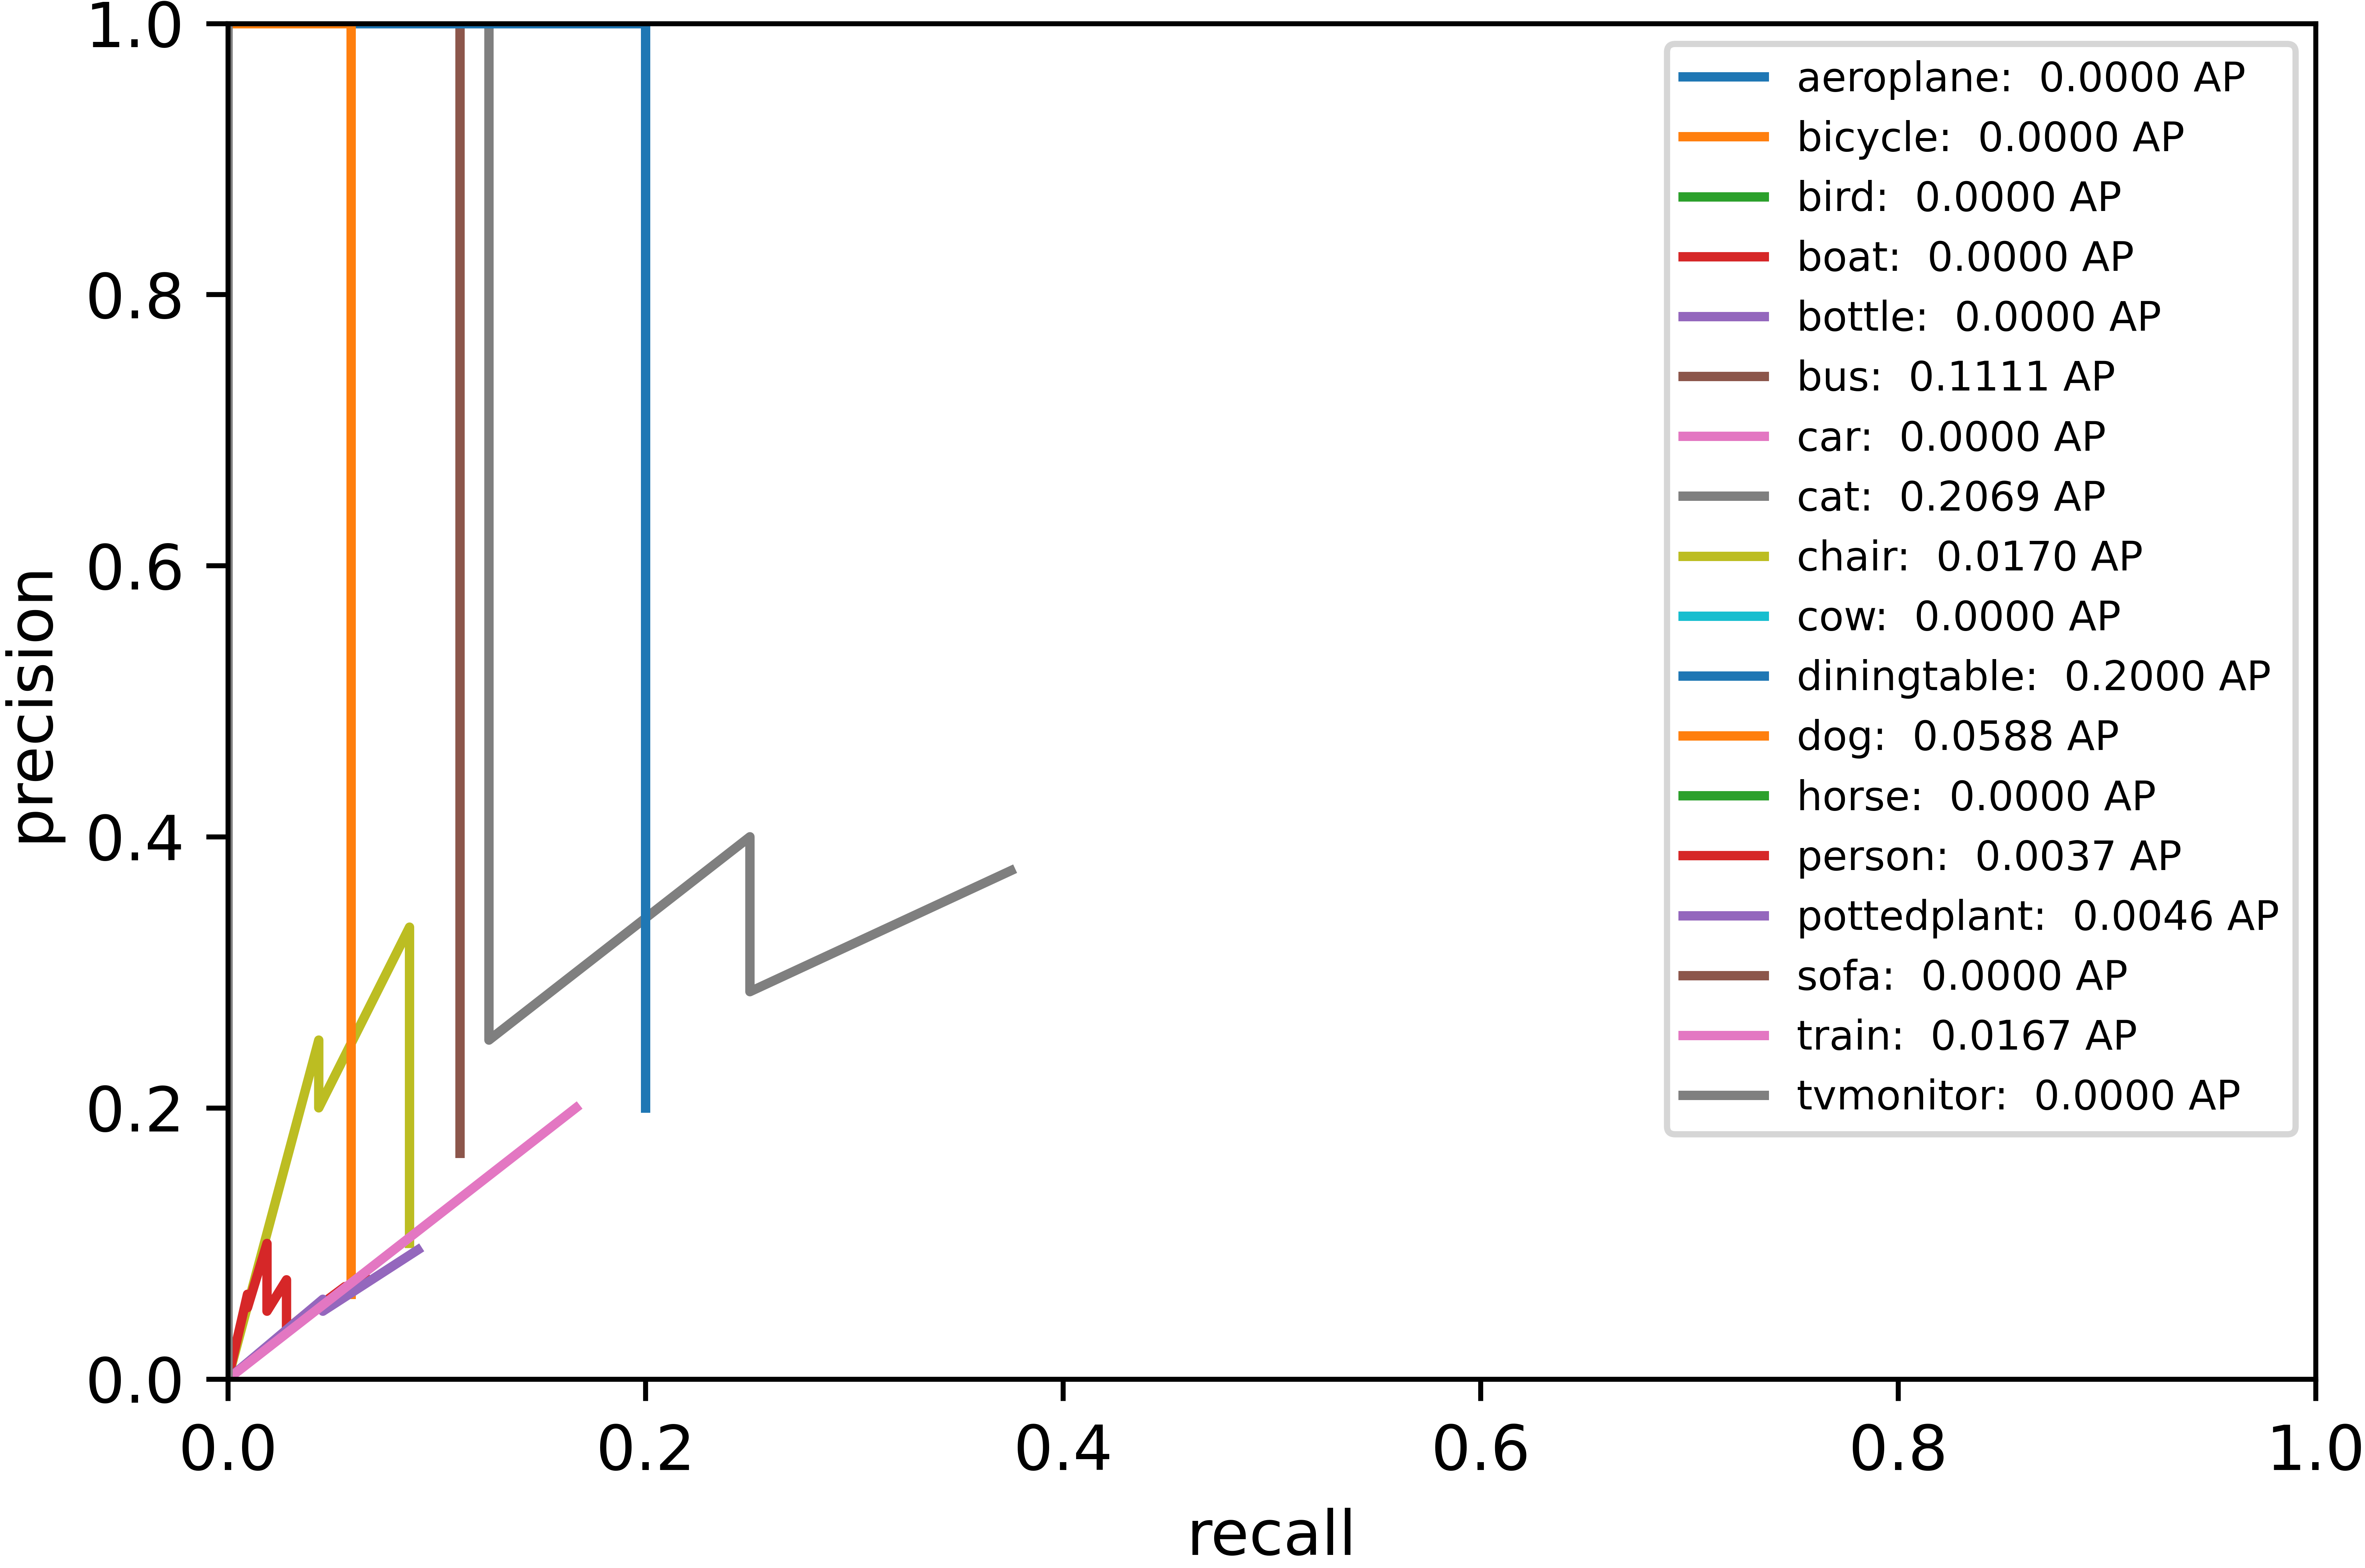 precision
1.0
0.8
0.6
0.4
0.2
0.0
0.0 0.2 0.4 0.6 0.8 1.0
recall
aeroplane: 0.0000 AP
bicycle: 0.0000 AP
bird: 0.0000 AP
boat: 0.0000 AP
bottle: 0.0000 AP
bus: 0.1111 AP
car: 0.0000 AP
cat: 0.2069 AP
chair: 0.0170 AP
cow: 0.0000 AP
diningtable: 0.2000 AP
dog: 0.0588 AP
horse: 0.0000 AP
person: 0.0037 AP
pottedplant: 0.0046 AP
sofa: 0.0000 AP
train: 0.0167 AP
tvmonitor: 0.0000 AP